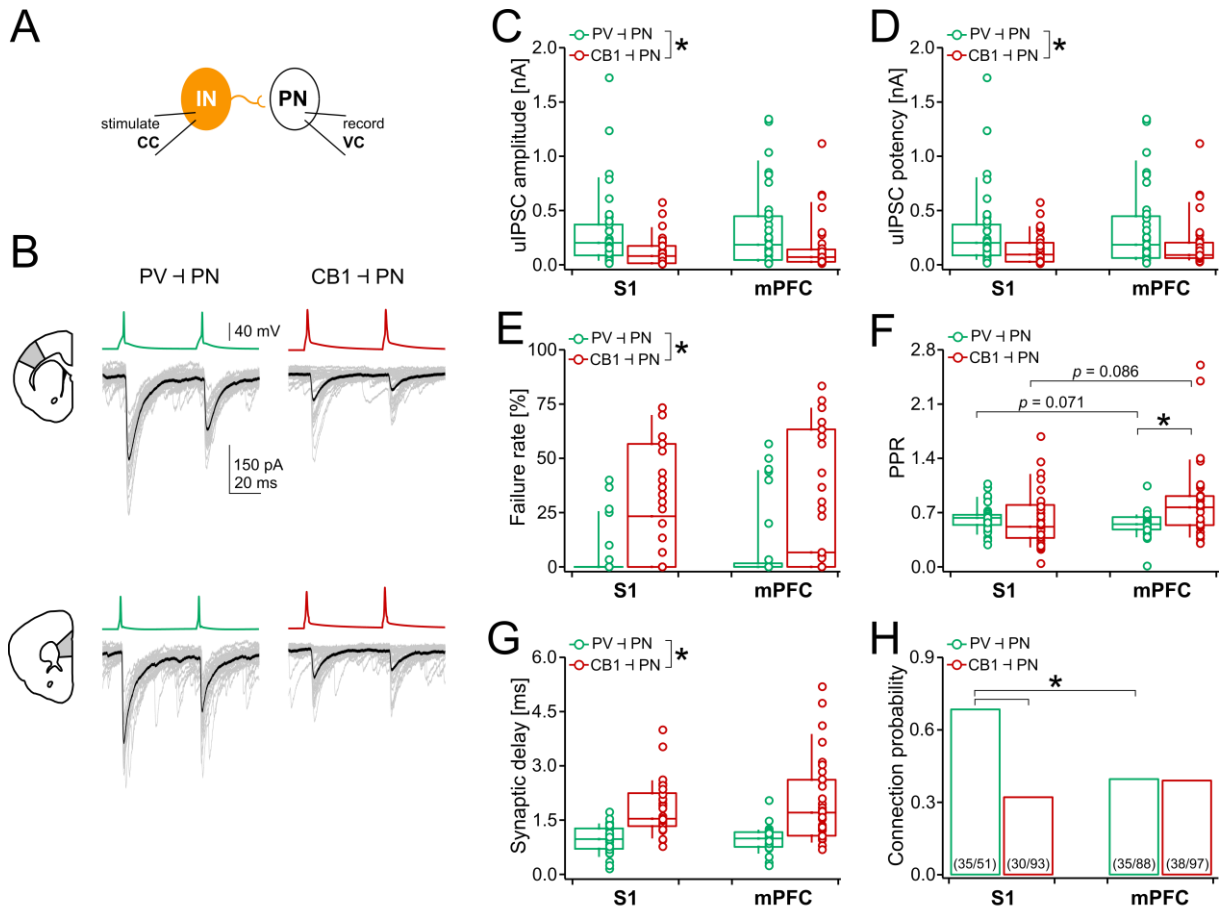 A
IN
PN
stimulate
CC
record
VC
B
PV ⊣ PN
CB1 ⊣ PN
40 mV
150 pA
20 ms
C
PV ⊣ PN
CB1 ⊣ PN
*
uIPSC amplitude [nA]
2.0
1.5
1.0
0.5
0.0
S1
mPFC
D
PV ⊣ PN
CB1 ⊣ PN
*
uIPSC potency [nA]
2.0
1.5
1.0
0.5
0.0
S1
mPFC
E
PV ⊣ PN
CB1 ⊣ PN
*
Failure rate [%]
100
75
50
25
0
S1
mPFC
F
PV ⊣ PN
CB1 ⊣ PN
p = 0.086
p = 0.071
*
PPR
2.8
2.1
1.4
0.7
0.0
S1
mPFC
G
PV ⊣ PN
CB1 ⊣ PN
*
Synaptic delay [ms]
6.0
4.5
3.0
1.5
0.0
S1
mPFC
H
PV ⊣ PN
CB1 ⊣ PN
*
Connection probability
0.9
0.6
0.3
0.0
(35/51)
(30/93)
(35/88)
(38/97)
S1
mPFC